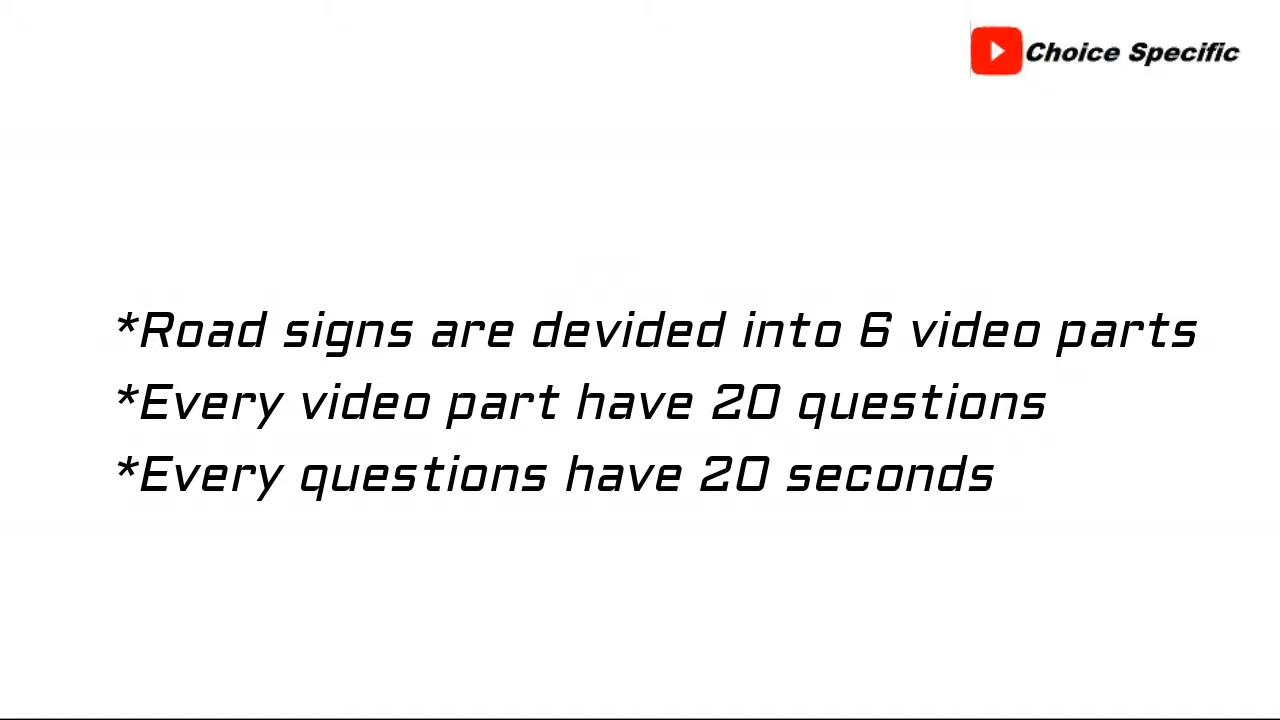 Choice Specific
*Road signs are devided into 6 video parts
*Every video part have 20 questions
*Every questions have 20 seconds